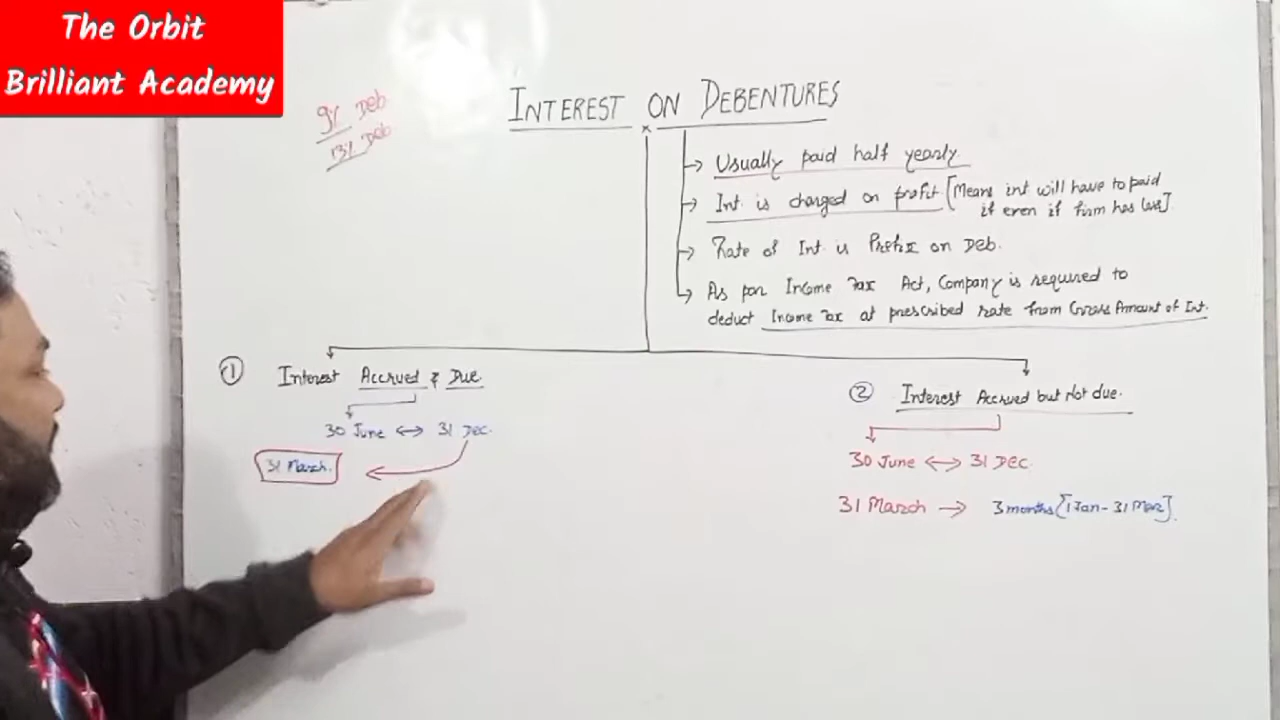 The Orbit
Brilliant Academy
9% Deb
13% Deb
INTEREST ON DEBENTURES
Usually paid half yearly.
Int. is charged on profit [Means int will have to paid
if even if firm has loss]
Rate of Int is Prefix on Deb.
As par Income Tax Act, Company is required to
deduct Income Tax at prescribed rate from Gross Amount of Int.
① Interest Accrued & Due.
30 June ↔ 31 Dec.
31 March.
② Interest Accrued but not due.
30 June ↔ 31 Dec.
31 March → 3 months [1 Jan - 31 Mar].